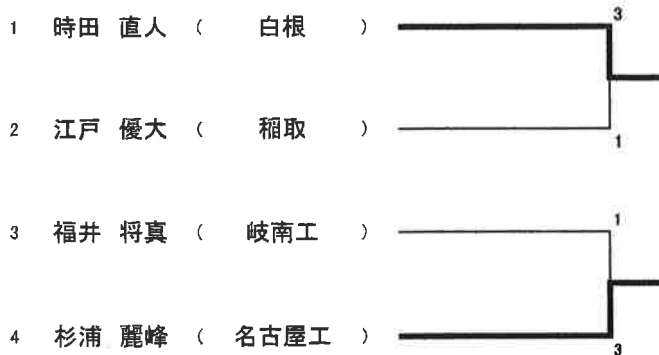 3
1 時田 直人 ( 白根 )
2 江戸 優大 ( 稲取 )
1
1
3 福井 将真 ( 岐南工 )
4 杉浦 麗峰 ( 名古屋工 )
3